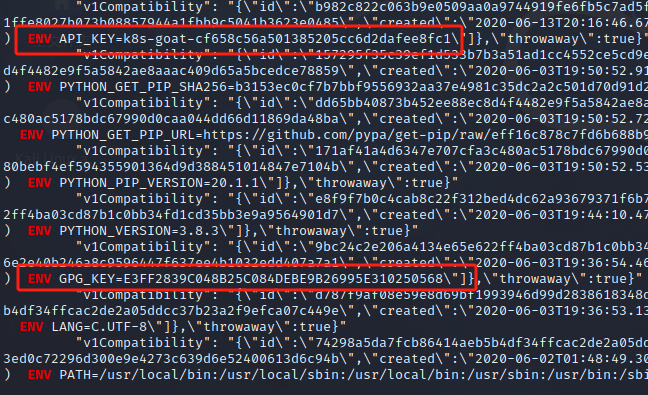 "v1Compatibility": "{\"id\":\"b982c822c063b9e0509aa0a9744919fe6fb5c7ad5f
1ffe8027b073b08857944a1fbb9c5041b3623e0485\",\"created\":\"2020-06-13T20:16:46.67
) ENV API_KEY=k8s-goat-cf658c56a501385205cc6d2dafee8fc1\"]},\"throwaway\":true}"
"v1Compatibility": "{\"id\":\"157295f35c39ef1d533b7b3a51ad1cc4552ce5cd9e
d4f4482e9f5a5842ae8aaac409d65a5bcedce78859\",\"created\":\"2020-06-03T19:50:52.91
) ENV PYTHON_GET_PIP_SHA256=b3153ec0cf7b7bbf9556932aa37e4981c35dc2a2c501d70d91d2
"v1Compatibility": "{\"id\":\"dd65bb40873b452ee88ec8d4f4482e9f5a5842ae8a
c480ac5178bdc67990d0caa044dd66d11869da48ba\",\"created\":\"2020-06-03T19:50:52.72
ENV PYTHON_GET_PIP_URL=https://github.com/pypa/get-pip/raw/eff16c878c7fd6b688b9
"v1Compatibility": "{\"id\":\"171af41a4d6347e707cfa3c480ac5178bdc67990d0
80bebf4ef594355901364d9d388451014847e7104b\",\"created\":\"2020-06-03T19:50:52.53
) ENV PYTHON_PIP_VERSION=20.1.1\"]},\"throwaway\":true}"
"v1Compatibility": "{\"id\":\"e8f9f7b0c4cab8c22f312bed4dc62a93679371f6b7
2ff4ba03cd87b1c0bb34fd1cd35bb3e9a9564901d7\",\"created\":\"2020-06-03T19:44:10.47
) ENV PYTHON_VERSION=3.8.3\"]},\"throwaway\":true}"
"v1Compatibility": "{\"id\":\"9bc24c2e206a4134e65e622ff4ba03cd87b1c0bb34
6e2e40b246a8c9596447f637ee4b1032edd407a7a1\",\"created\":\"2020-06-03T19:36:54.46
) ENV GPG_KEY=E3FF2839C048B25C084DEBE9B26995E310250568\"]},\"throwaway\":true}"
"v1Compatibility": "{\"id\":\"d787f9af08e59e8d69bf1993946d99d2838618348d
b4df34ffcac2de2a05ddcc37b23a2f9efca07c449e\",\"created\":\"2020-06-03T19:36:53.13
ENV LANG=C.UTF-8\"]},\"throwaway\":true}"
"v1Compatibility": "{\"id\":\"74298a5da7fcb86414aeb5b4df34ffcac2de2a05dd
3ed0c72296d300e9e4273c639d6e52400613d6c94b\",\"created\":\"2020-06-02T01:48:49.30
) ENV PATH=/usr/local/bin:/usr/local/sbin:/usr/local/bin:/usr/sbin:/usr/bin:/sbin